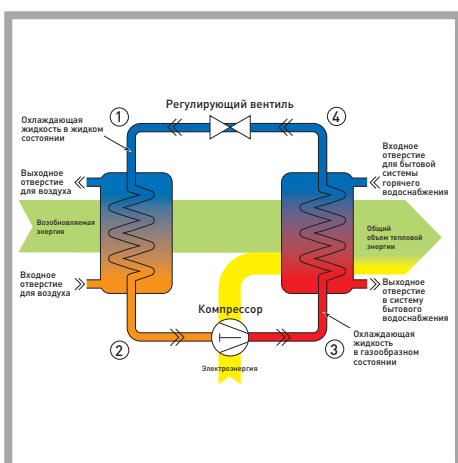 Регулирующий вентиль
1
4
Охлаждающая
жидкость в жидком
состоянии
Входное
отверстие
для бытовой
системы
горячего
водоснабжения
Выходное
отверстие
для воздуха
Возобновляемая
энергия
Общий
объем тепловой
энергии
Входное
отверстие
для воздуха
Выходное
отверстие
в систему
бытового
водоснабжения
Компрессор
2
3
Охлаждающая
жидкость
в газообразном
состоянии
Электроэнергия